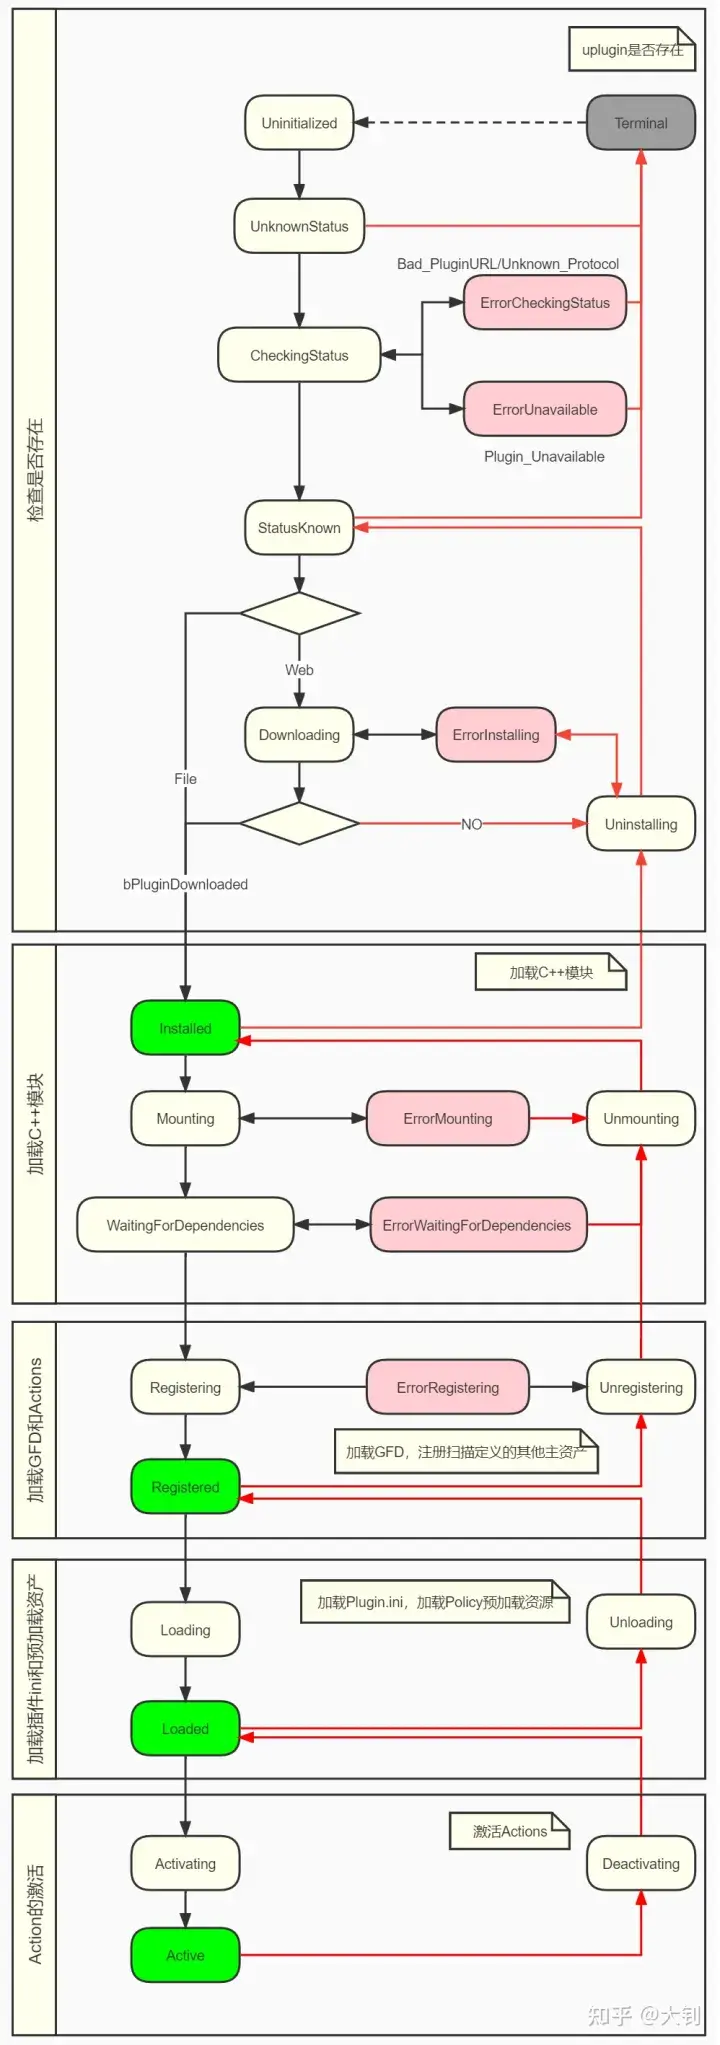 uplugin是否存在
Uninitialized
Terminal
UnknownStatus
Bad_PluginURL/Unknown_Protocol
ErrorCheckingStatus
CheckingStatus
ErrorUnavailable
Plugin_Unavailable
检查是否存在
StatusKnown
Web
Downloading
ErrorInstalling
File
NO
Uninstalling
bPluginDownloaded
加载C++模块
Installed
加载C++模块
Mounting
ErrorMounting
Unmounting
WaitingForDependencies
ErrorWaitingForDependencies
加载GFD和Actions
Registering
ErrorRegistering
Unregistering
加载GFD，注册扫描定义的其他主资产
Registered
加载插件ini和预加载资产
加载Plugin.ini，加载Policy预加载资源
Loading
Unloading
Loaded
Action的激活
激活Actions
Activating
Deactivating
Active
知乎 @大钊